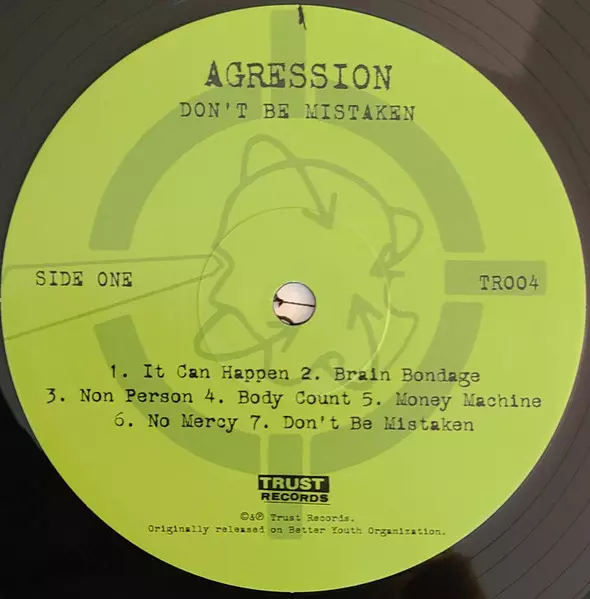 AGRESSION
DON'T BE MISTAKEN
SIDE ONE
TR004
1. It Can Happen 2. Brain Bondage
3. Non Person 4. Body Count 5. Money Machine
6. No Mercy 7. Don't Be Mistaken
TRUST
RECORDS
©&℗ Trust Records.
Originally released on Better Youth Organization.